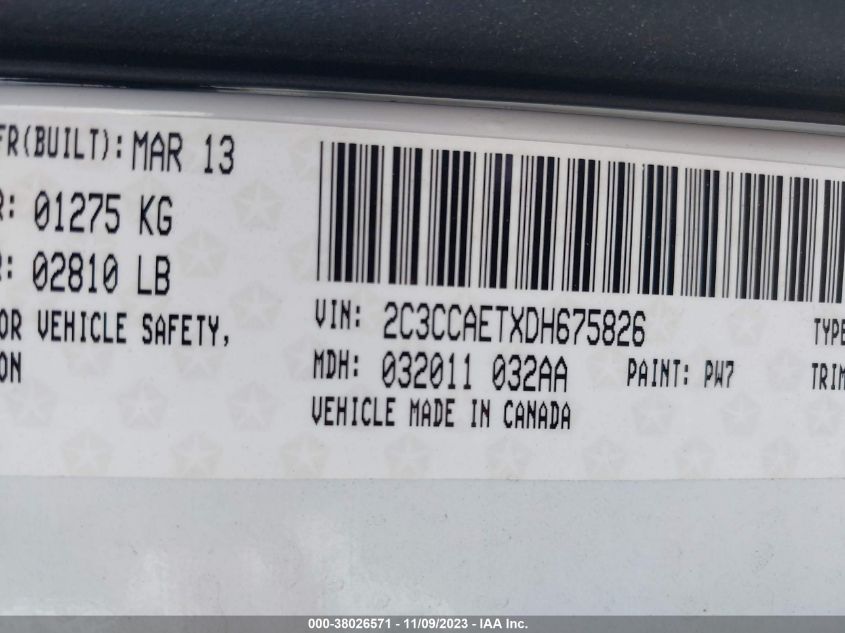 FR(BUILT): MAR 13
R: 01275 KG
R: 02810 LB
OR VEHICLE SAFETY,
ON
VIN: 2C3CCAETXDH675826
MDH: 032011 032AA
PAINT: PW7
VEHICLE MADE IN CANADA
TYPE
TRIM
000-38026571 - 11/09/2023 - IAA Inc.